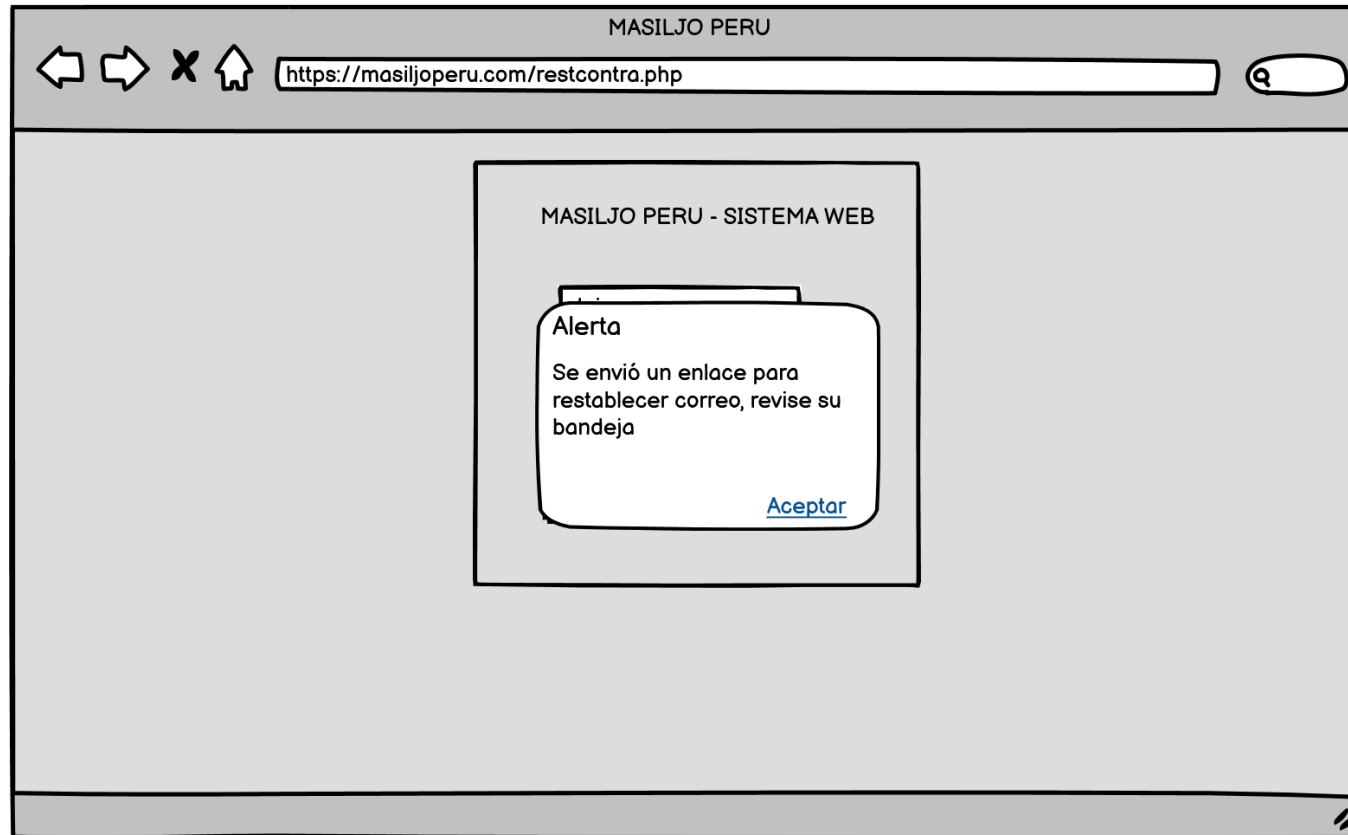 MASILJO PERU
https://masiljoperu.com/restcontra.php
MASILJO PERU - SISTEMA WEB
Alerta
Se envió un enlace para
restablecer correo, revise su
bandeja
Aceptar